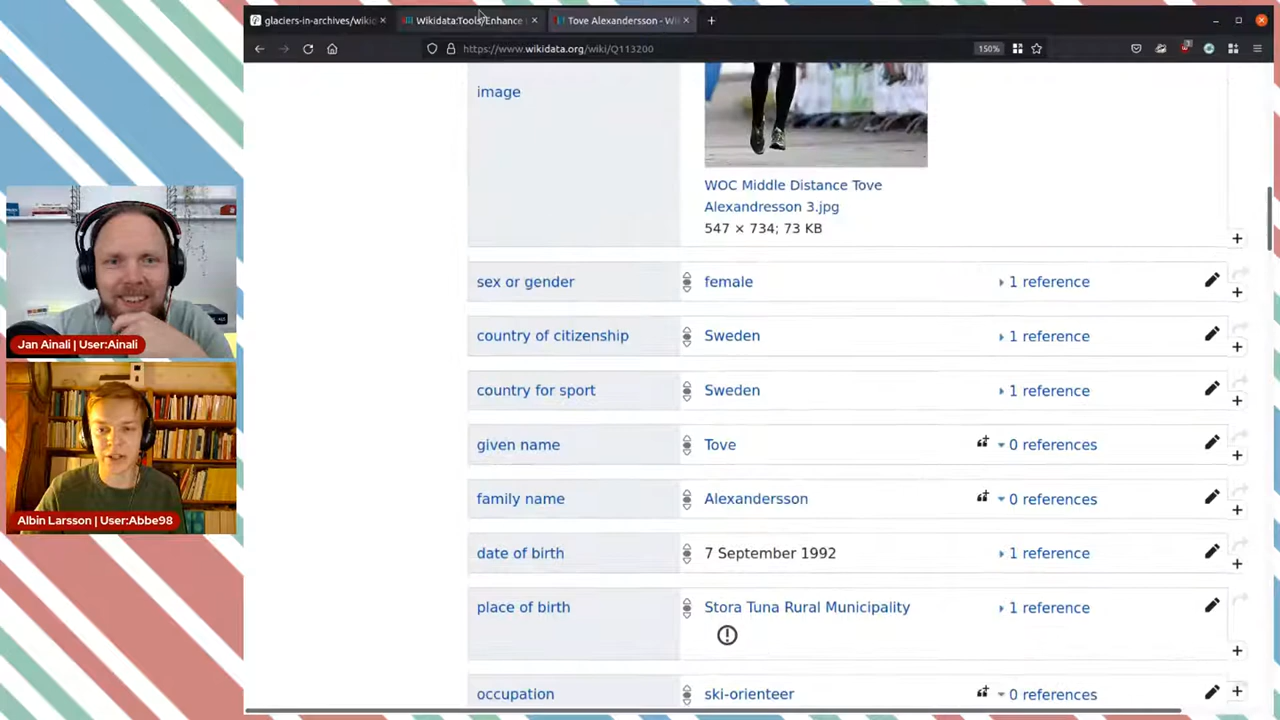 glaciers-in-archives/wikid
Wikidata:Tools/Enhance
Tove Alexandersson - Wi
https://www.wikidata.org/wiki/Q113200
150%
image
WOC Middle Distance Tove
Alexandresson 3.jpg
547 × 734; 73 KB
sex or gender
female
1 reference
country of citizenship
Sweden
1 reference
country for sport
Sweden
1 reference
given name
Tove
0 references
family name
Alexandersson
0 references
date of birth
7 September 1992
1 reference
place of birth
Stora Tuna Rural Municipality
1 reference
occupation
ski-orienteer
0 references
Jan Ainali | User:Ainali
Albin Larsson | User:Abbe98